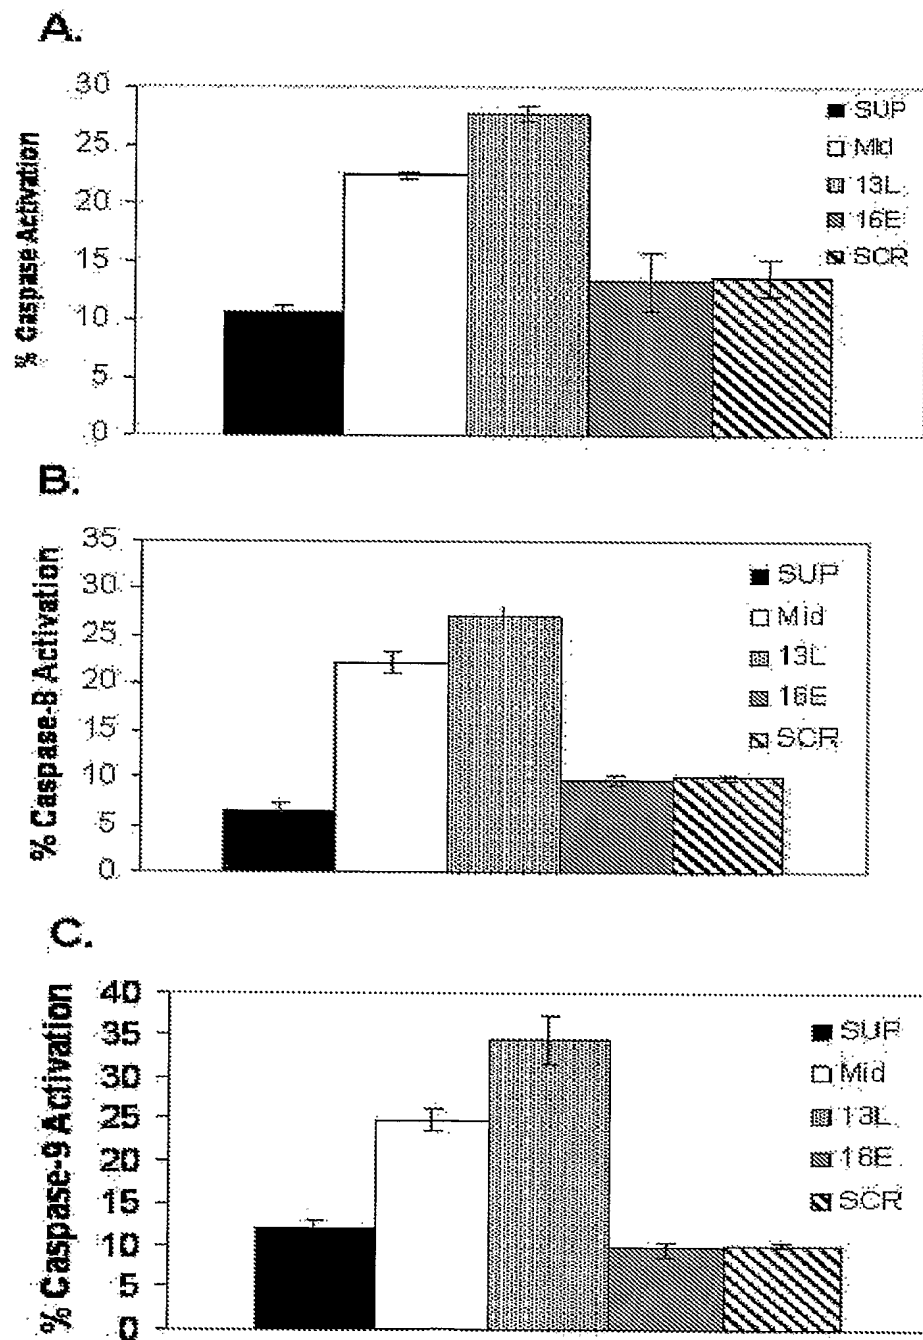 A.
% Caspase Activation
30
25
20
15
10
5
0
SUP
Mid
13L
16E
SCR
B.
% Caspase-8 Activation
35
30
25
20
15
10
5
0
SUP
Mid
13L
16E
SCR
C.
% Caspase-9 Activation
40
35
30
25
20
15
10
5
0
SUP
Mid
13L
16E
SCR